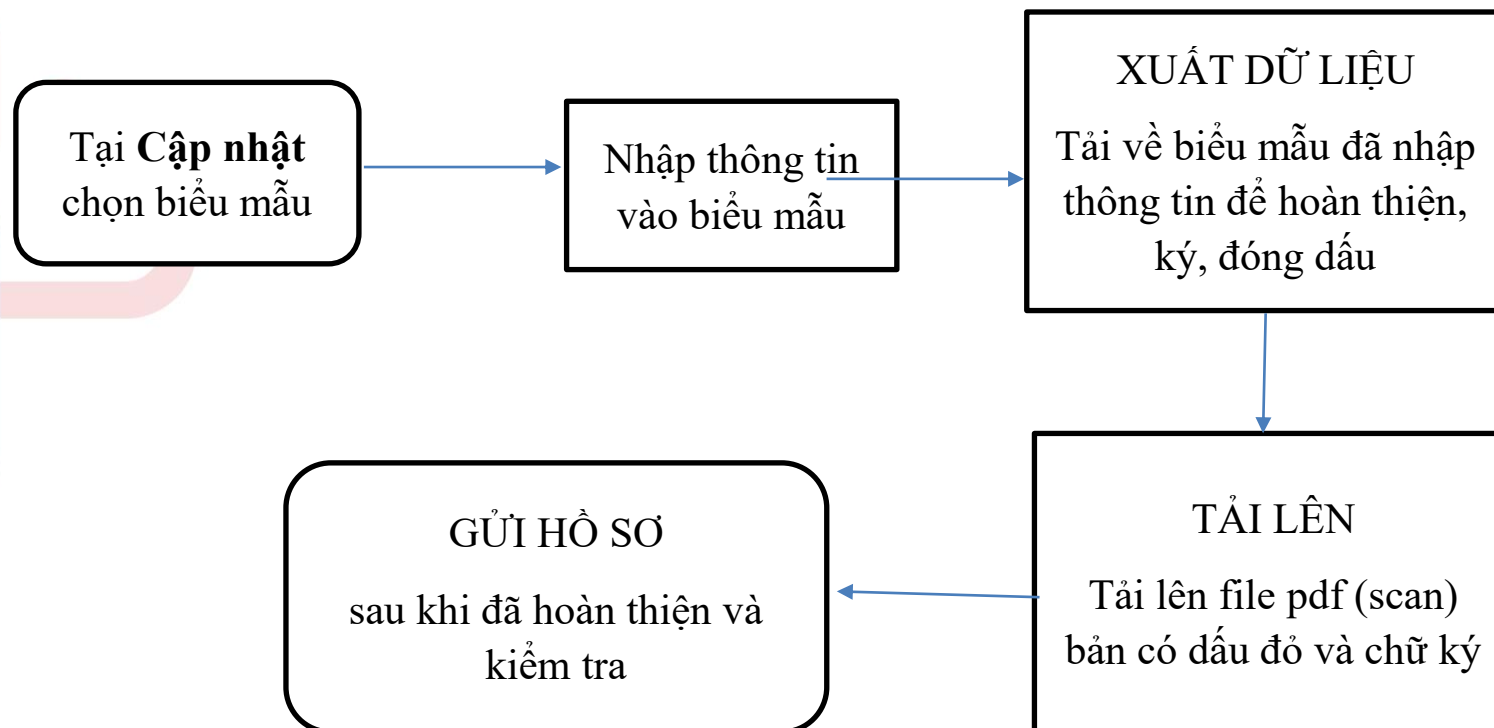 Tại Cập nhật
chọn biểu mẫu
Nhập thông tin
vào biểu mẫu
XUẤT DỮ LIỆU
Tải về biểu mẫu đã nhập
thông tin để hoàn thiện,
ký, đóng dấu
TẢI LÊN
Tải lên file pdf (scan)
bản có dấu đỏ và chữ ký
GỬI HỒ SƠ
sau khi đã hoàn thiện và
kiểm tra